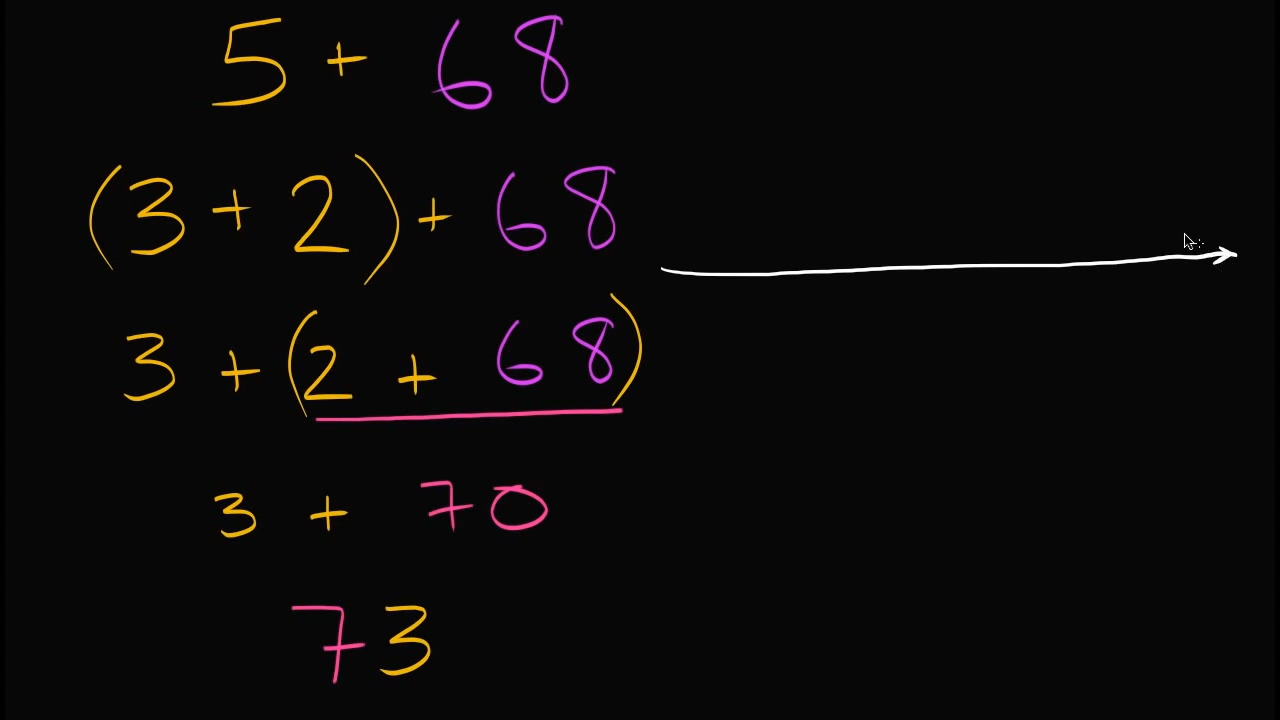 5 + 68
(3 + 2) + 68
3 + (2 + 68)
3 + 70
73